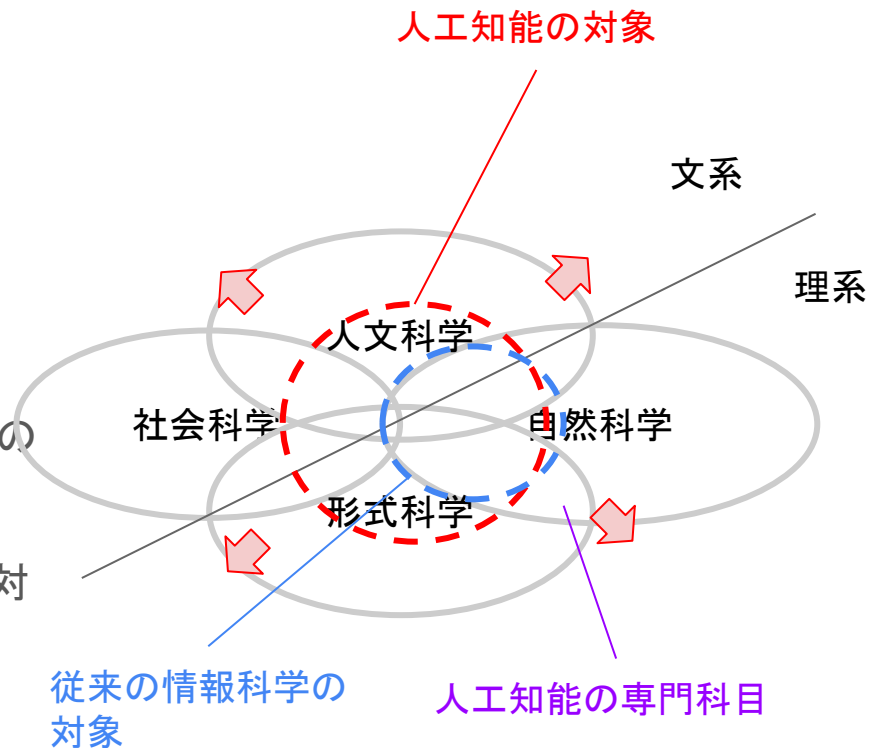 人工知能の対象
文系
理系
人文科学
社会科学
自然科学
の
形式科学
対
従来の情報科学の
対象
人工知能の専門科目